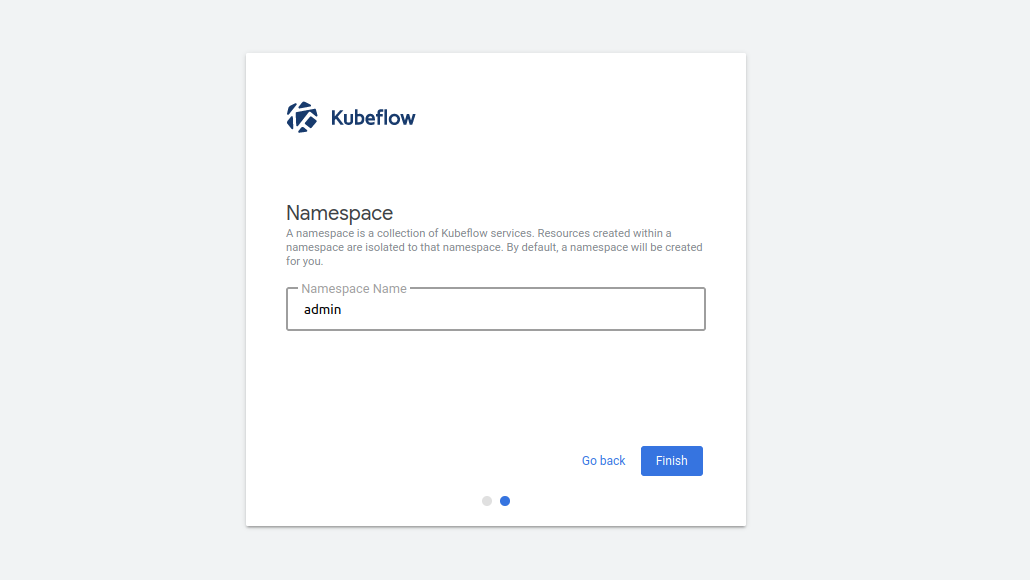 Kubeflow
Namespace
A namespace is a collection of Kubeflow services. Resources created within a
namespace are isolated to that namespace. By default, a namespace will be created
for you.
Namespace Name
admin
Go back
Finish